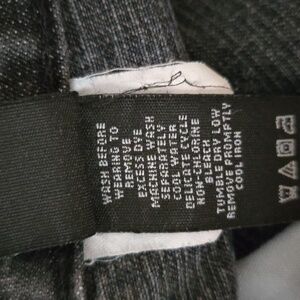 WASH BEFORE
WEARING TO
REMOVE
EXCESS DYE
MACHINE WASH
SEPARATELY
COOL WATER
DELICATE CYCLE
NON-CHLORINE
BLEACH
TUMBLE DRY LOW
REMOVE PROMPTLY
COOL IRON